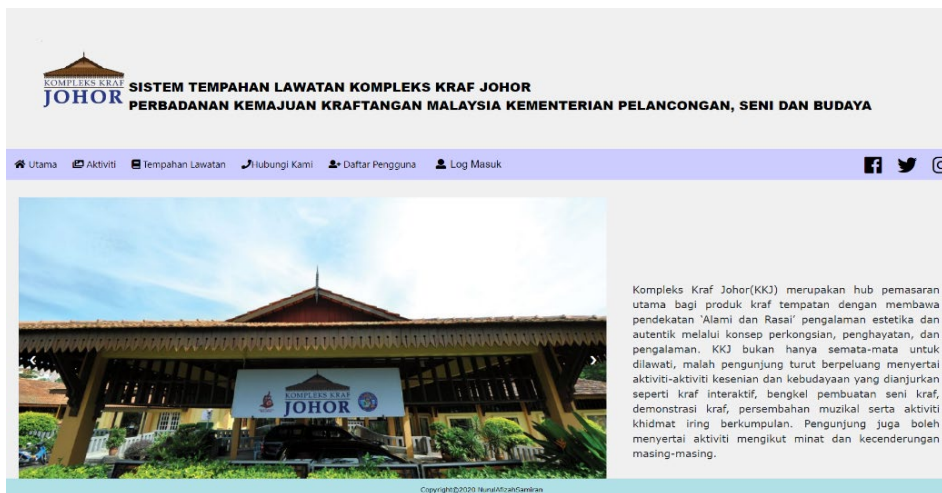 KOMPLEKS KRAF
JOHOR
SISTEM TEMPAHAN LAWATAN KOMPLEKS KRAF JOHOR
PERBADANAN KEMAJUAN KRAFTANGAN MALAYSIA KEMENTERIAN PELANCONGAN, SENI DAN BUDAYA
Utama Aktiviti Tempahan Lawatan Hubungi Kami Daftar Pengguna Log Masuk
KOMPLEKS KRAF
JOHOR
Kompleks Kraf Johor(KKJ) merupakan hub pemasaran
utama bagi produk kraf tempatan dengan membawa
pendekatan 'Alami dan Rasai' pengalaman estetika dan
autentik melalui konsep perkongsian, penghayatan, dan
pengalaman. KKJ bukan hanya semata-mata untuk
dilawati, malah pengunjung turut berpeluang menyertai
aktiviti-aktiviti kesenian dan kebudayaan yang dianjurkan
seperti kraf interaktif, bengkel pembuatan seni kraf,
demonstrasi kraf, persembahan muzikal serta aktiviti
khidmat iring berkumpulan. Pengunjung juga boleh
menyertai aktiviti mengikut minat dan kecenderungan
masing-masing.
Copyright©2020 NurulAfizahSamiran